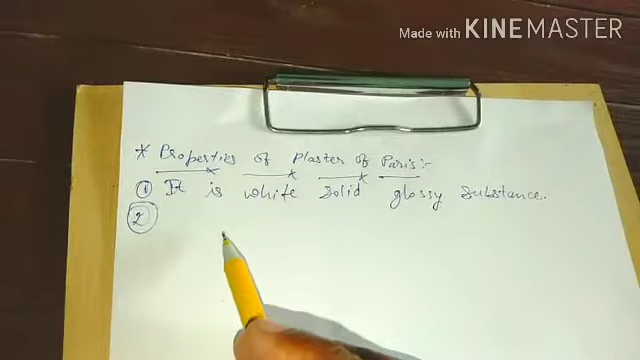 Made with KINEMASTER
* Properties of Plaster of Paris:-
① It is white solid glossy substance.
②